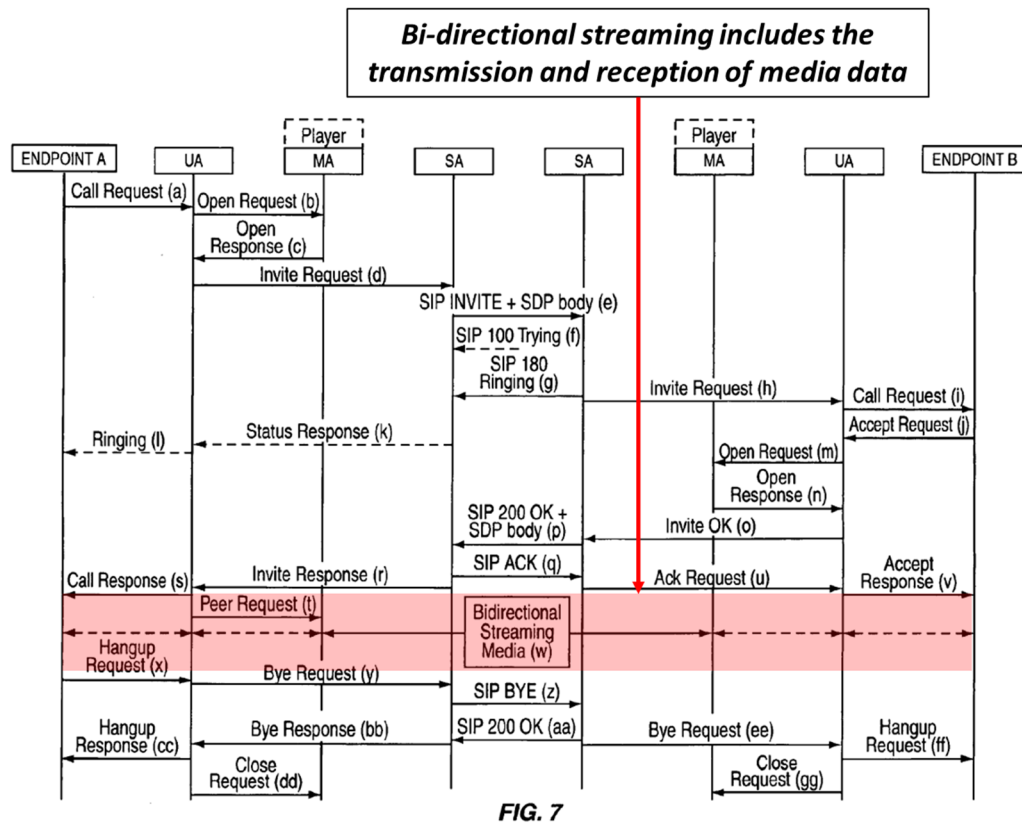 Bi-directional streaming includes the
transmission and reception of media data
Player
Player
ENDPOINT A
UA
MA
SA
SA
MA
UA
ENDPOINT B
Call Request (a)
Open Request (b)
Open
Response (c)
Invite Request (d)
SIP INVITE + SDP body (e)
SIP 100 Trying (f)
SIP 180
Ringing (g)
Invite Request (h)
Call Request (i)
Accept Request (j)
Status Response (k)
Ringing (l)
Open Request (m)
Open
Response (n)
SIP 200 OK +
SDP body (p)
Invite OK (o)
SIP ACK (q)
Call Response (s)
Invite Response (r)
Ack Request (u)
Accept
Response (v)
Peer Request (t)
Bidirectional
Streaming
Media (w)
Hangup
Request (x)
Bye Request (y)
SIP BYE (z)
SIP 200 OK (aa)
Hangup
Response (cc)
Bye Response (bb)
Bye Request (ee)
Hangup
Request (ff)
Close
Request (dd)
Close
Request (gg)
FIG. 7